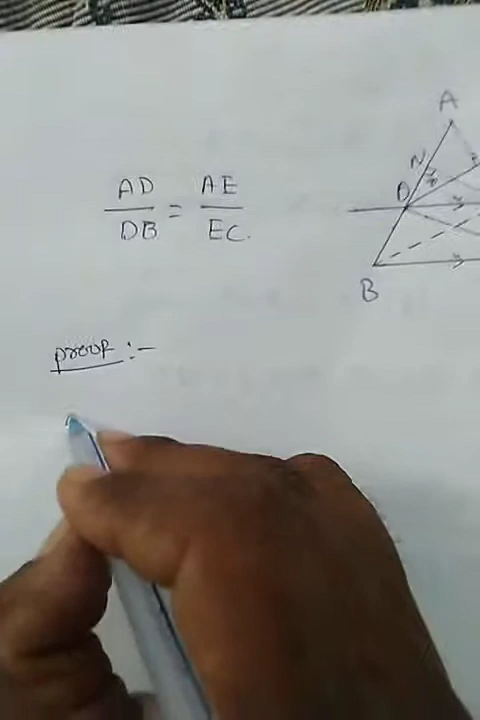 A
AD/DB = AE/EC.
N
D
B
proof :-